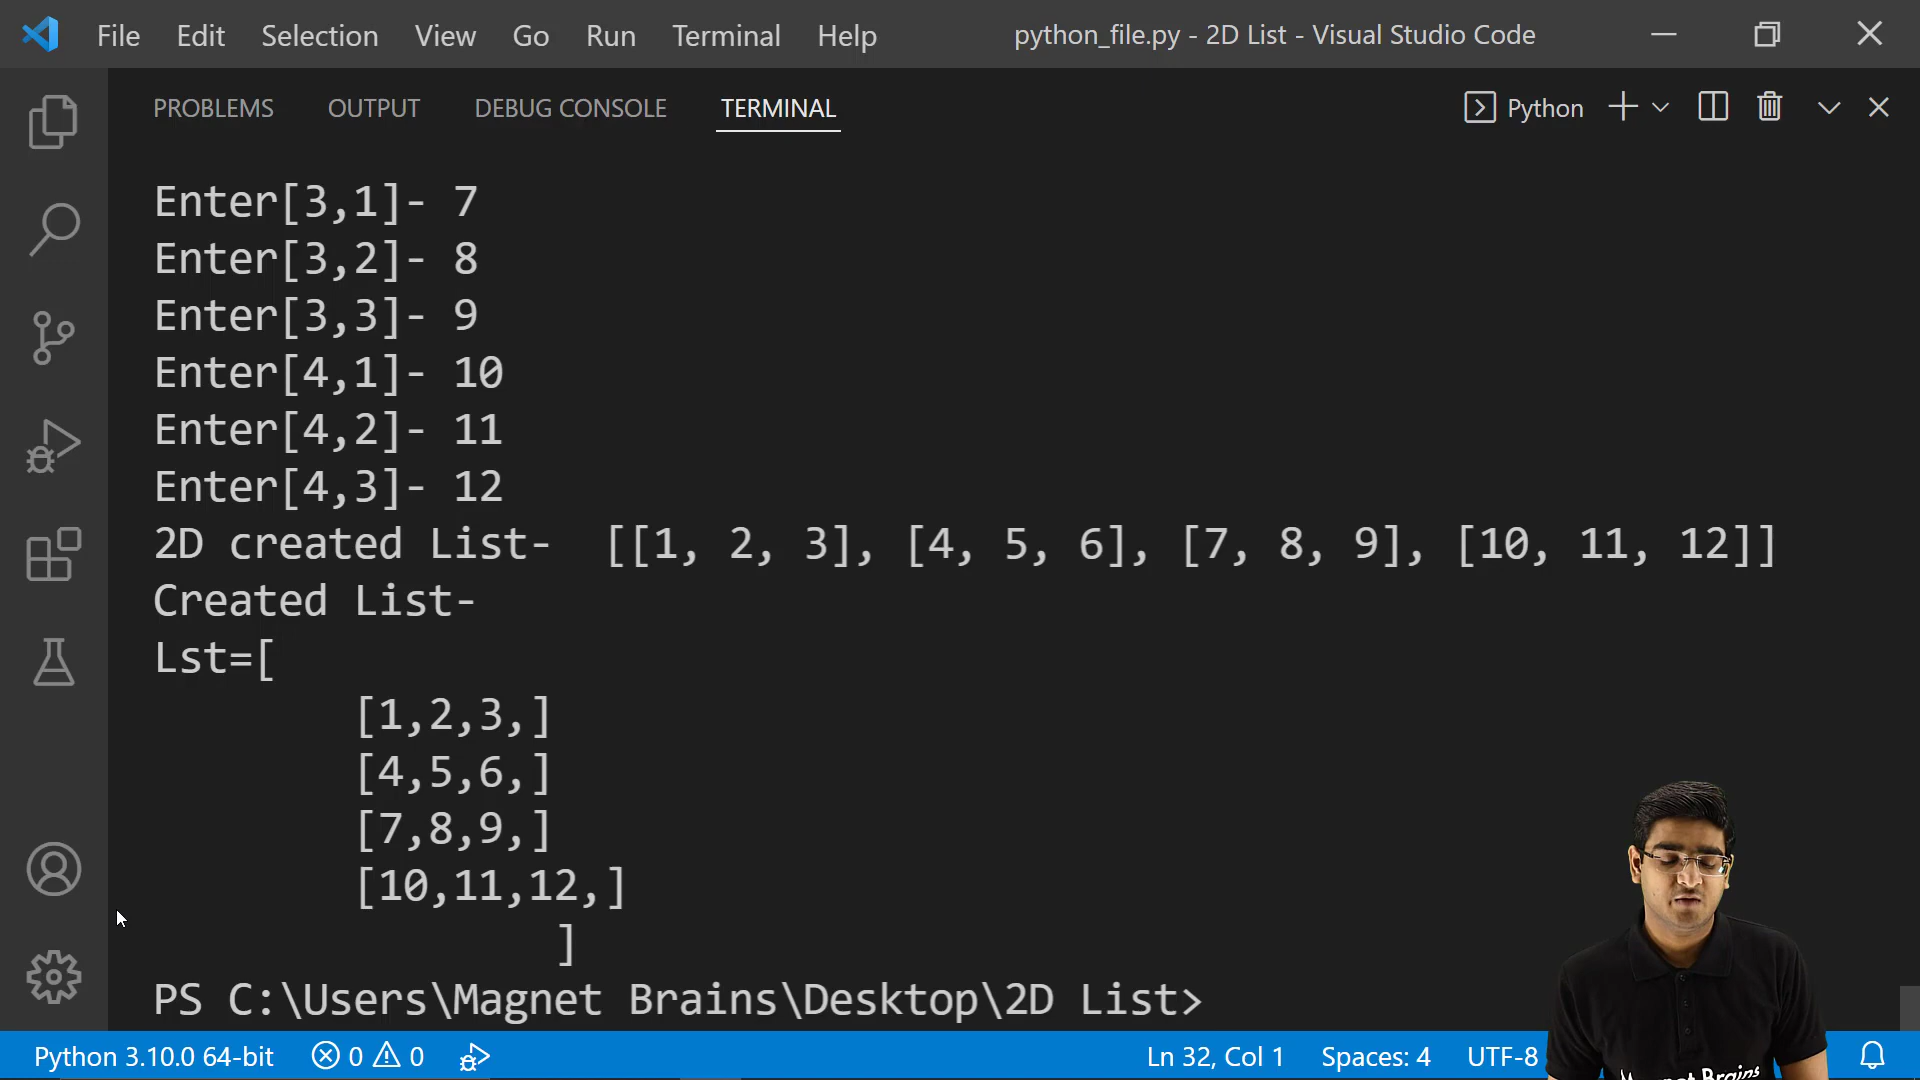 File Edit Selection View Go Run Terminal Help python_file.py - 2D List - Visual Studio Code
PROBLEMS OUTPUT DEBUG CONSOLE TERMINAL Python
Enter[3,1]- 7
Enter[3,2]- 8
Enter[3,3]- 9
Enter[4,1]- 10
Enter[4,2]- 11
Enter[4,3]- 12
2D created List-  [[1, 2, 3], [4, 5, 6], [7, 8, 9], [10, 11, 12]]
Created List-
Lst=[
        [1,2,3,]
        [4,5,6,]
        [7,8,9,]
        [10,11,12,]
                ]
PS C:\Users\Magnet Brains\Desktop\2D List>
Python 3.10.0 64-bit 0 0 Ln 32, Col 1 Spaces: 4 UTF-8
Magnet Brains